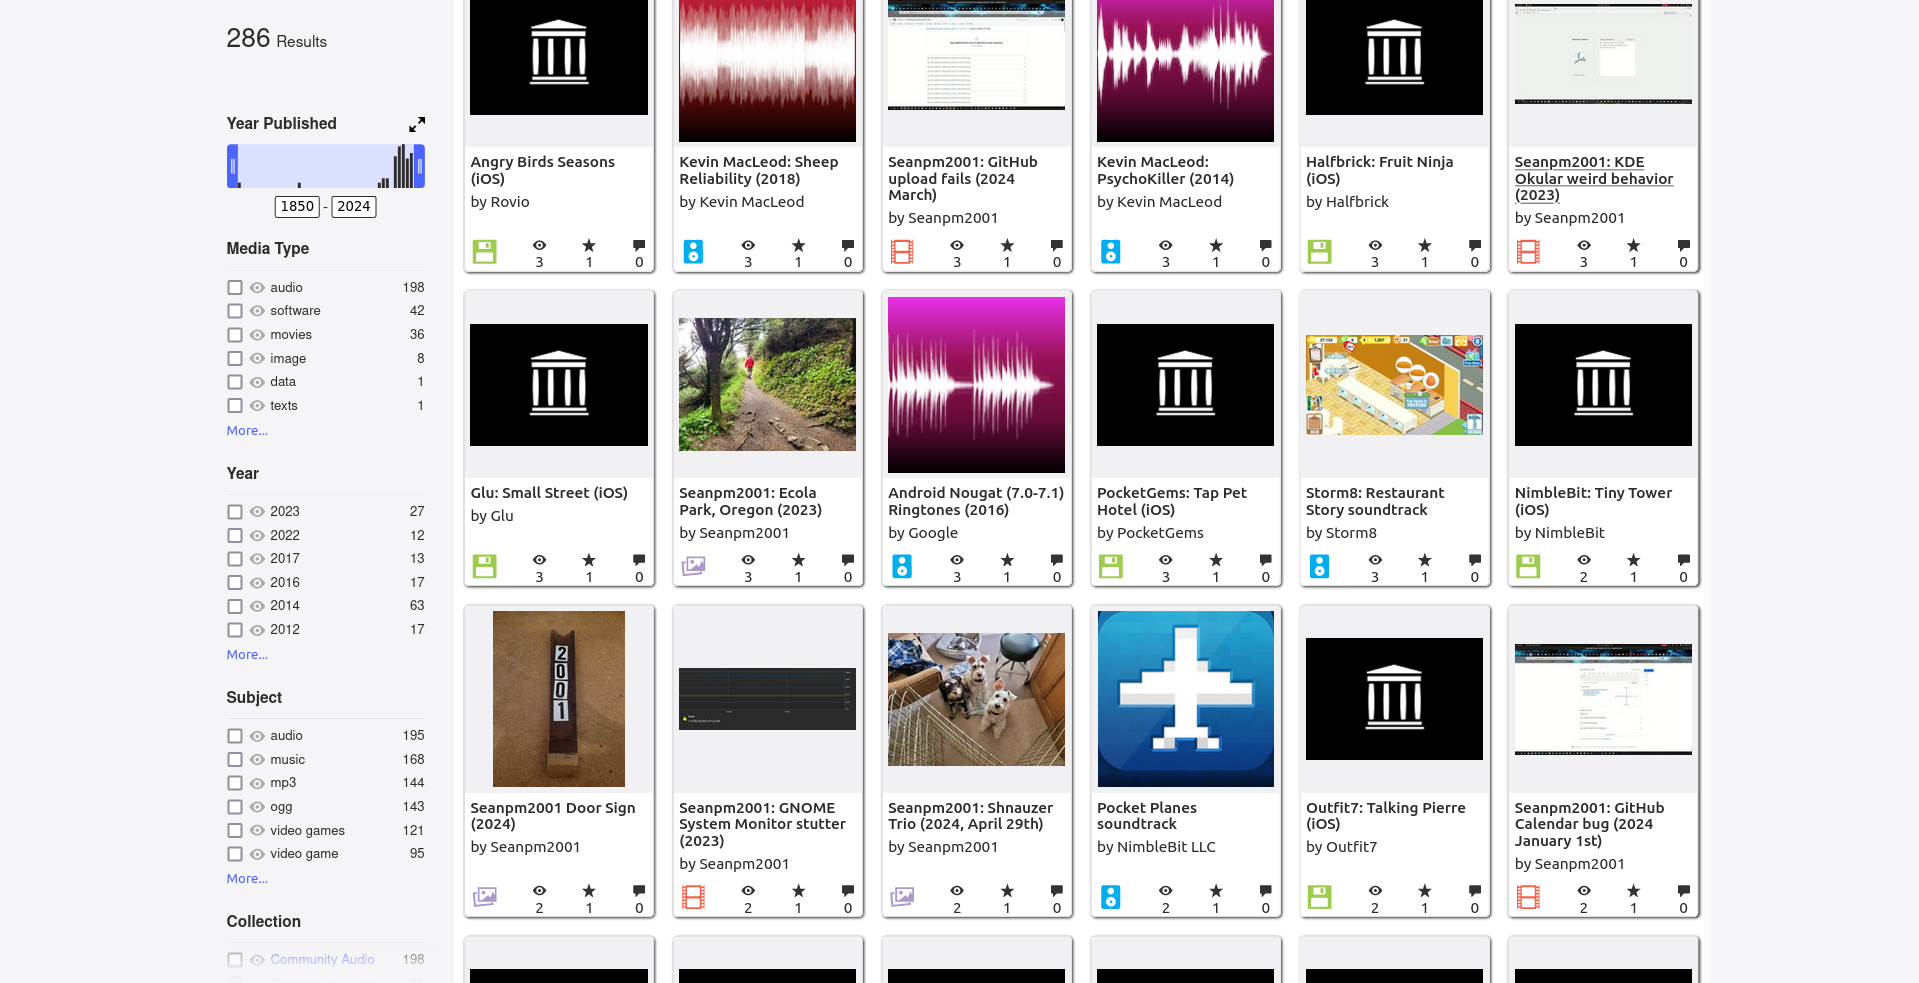 286 Results
Year Published
1850 - 2024
Media Type
audio 198
software 42
movies 36
image 8
data 1
texts 1
More...
Year
2023 27
2022 12
2017 13
2016 17
2014 63
2012 17
More...
Subject
audio 195
music 168
mp3 144
ogg 143
video games 121
video game 95
More...
Collection
Community Audio 198
Angry Birds Seasons
(iOS)
by Rovio
3 1 0
Kevin MacLeod: Sheep
Reliability (2018)
by Kevin MacLeod
3 1 0
Seanpm2001: GitHub
upload fails (2024
March)
by Seanpm2001
3 1 0
Kevin MacLeod:
PsychoKiller (2014)
by Kevin MacLeod
3 1 0
Halfbrick: Fruit Ninja
(iOS)
by Halfbrick
3 1 0
Seanpm2001: KDE
Okular weird behavior
(2023)
by Seanpm2001
3 1 0
Glu: Small Street (iOS)
by Glu
3 1 0
Seanpm2001: Ecola
Park, Oregon (2023)
by Seanpm2001
3 1 0
Android Nougat (7.0-7.1)
Ringtones (2016)
by Google
3 1 0
PocketGems: Tap Pet
Hotel (iOS)
by PocketGems
3 1 0
Storm8: Restaurant
Story soundtrack
by Storm8
3 1 0
NimbleBit: Tiny Tower
(iOS)
by NimbleBit
2 1 0
2001
Seanpm2001 Door Sign
(2024)
by Seanpm2001
2 1 0
Seanpm2001: GNOME
System Monitor stutter
(2023)
by Seanpm2001
2 1 0
Seanpm2001: Shnauzer
Trio (2024, April 29th)
by Seanpm2001
2 1 0
Pocket Planes
soundtrack
by NimbleBit LLC
2 1 0
Outfit7: Talking Pierre
(iOS)
by Outfit7
2 1 0
Seanpm2001: GitHub
Calendar bug (2024
January 1st)
by Seanpm2001
2 1 0